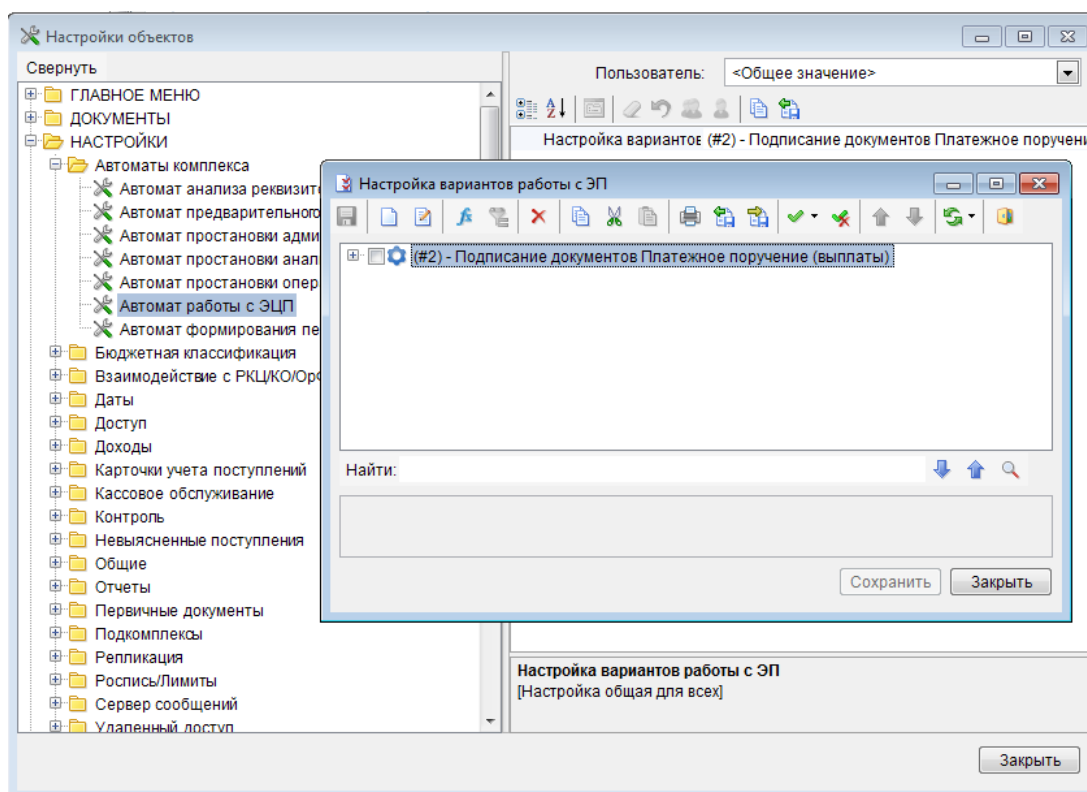 Настройки объектов
Свернуть
ГЛАВНОЕ МЕНЮ
ДОКУМЕНТЫ
НАСТРОЙКИ
Автоматы комплекса
Автомат анализа реквизит
Автомат предварительного
Автомат простановки адми
Автомат простановки анал
Автомат простановки опер
Автомат работы с ЭЦП
Автомат формирования пе
Бюджетная классификация
Взаимодействие с РКЦ/КО/Орф
Даты
Доступ
Доходы
Карточки учета поступлений
Кассовое обслуживание
Контроль
Невыясненные поступления
Общие
Отчеты
Первичные документы
Подкомплексы
Репликация
Роспись/Лимиты
Сервер сообщений
Удаленный доступ
Пользователь: <Общее значение>
Настройка вариантов (#2) - Подписание документов Платежное поручени
Настройка вариантов работы с ЭП
(#2) - Подписание документов Платежное поручение (выплаты)
Найти:
Сохранить Закрыть
Настройка вариантов работы с ЭП
[Настройка общая для всех]
Закрыть